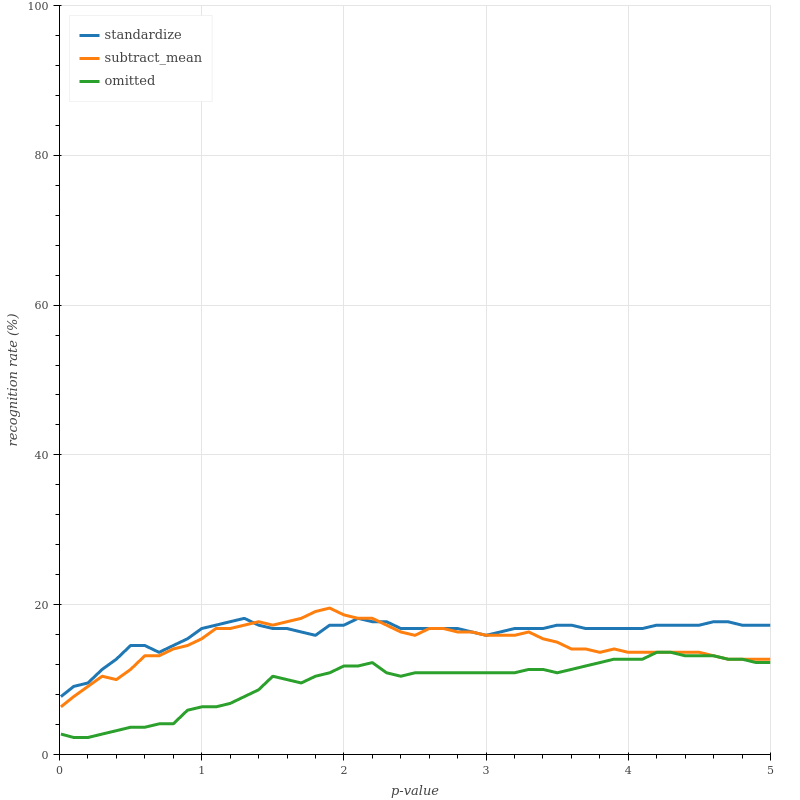 100
80
60
40
20
0
recognition rate (%)
standardize
subtract_mean
omitted
0 1 2 3 4 5
p-value